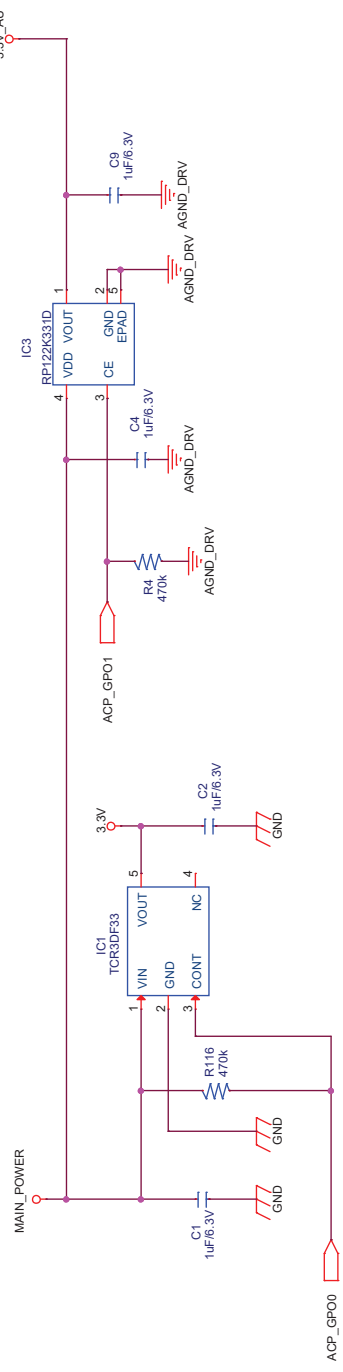 MAIN_POWER
C1
1uF/6.3V
GND
GND
ACP_GPO0
R116
470k
IC1
TCR3DF33
1
VIN
VOUT
5
2
GND
3
CONT
NC
4
3.3V
C2
1uF/6.3V
GND
ACP_GPO1
R4
470k
AGND_DRV
C4
1uF/6.3V
AGND_DRV
IC3
RP122K331D
4
VDD
VOUT
1
3
CE
GND
2
EPAD
5
AGND_DRV
C9
1uF/6.3V
AGND_DRV